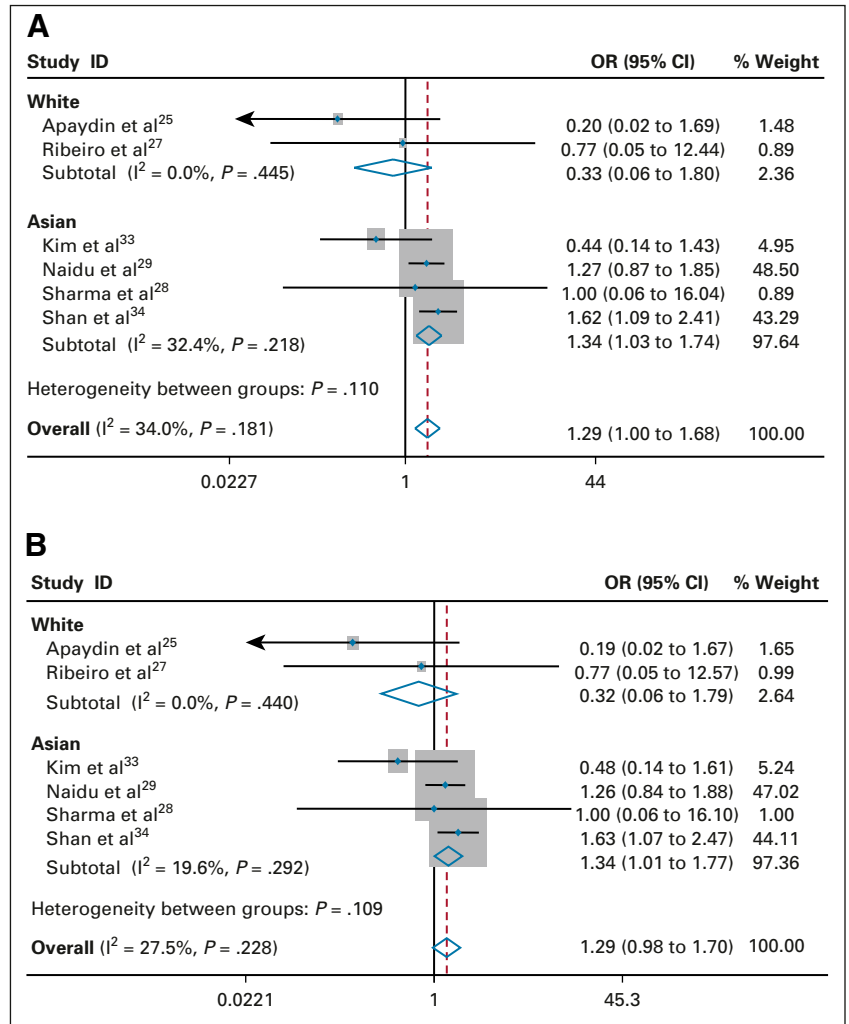 A
Study ID OR (95% CI) % Weight
White
Apaydin et al25 0.20 (0.02 to 1.69) 1.48
Ribeiro et al27 0.77 (0.05 to 12.44) 0.89
Subtotal (I2 = 0.0%, P = .445) 0.33 (0.06 to 1.80) 2.36
Asian
Kim et al33 0.44 (0.14 to 1.43) 4.95
Naidu et al29 1.27 (0.87 to 1.85) 48.50
Sharma et al28 1.00 (0.06 to 16.04) 0.89
Shan et al34 1.62 (1.09 to 2.41) 43.29
Subtotal (I2 = 32.4%, P = .218) 1.34 (1.03 to 1.74) 97.64
Heterogeneity between groups: P = .110
Overall (I2 = 34.0%, P = .181) 1.29 (1.00 to 1.68) 100.00
0.0227 1 44
B
Study ID OR (95% CI) % Weight
White
Apaydin et al25 0.19 (0.02 to 1.67) 1.65
Ribeiro et al27 0.77 (0.05 to 12.57) 0.99
Subtotal (I2 = 0.0%, P = .440) 0.32 (0.06 to 1.79) 2.64
Asian
Kim et al33 0.48 (0.14 to 1.61) 5.24
Naidu et al29 1.26 (0.84 to 1.88) 47.02
Sharma et al28 1.00 (0.06 to 16.10) 1.00
Shan et al34 1.63 (1.07 to 2.47) 44.11
Subtotal (I2 = 19.6%, P = .292) 1.34 (1.01 to 1.77) 97.36
Heterogeneity between groups: P = .109
Overall (I2 = 27.5%, P = .228) 1.29 (0.98 to 1.70) 100.00
0.0221 1 45.3